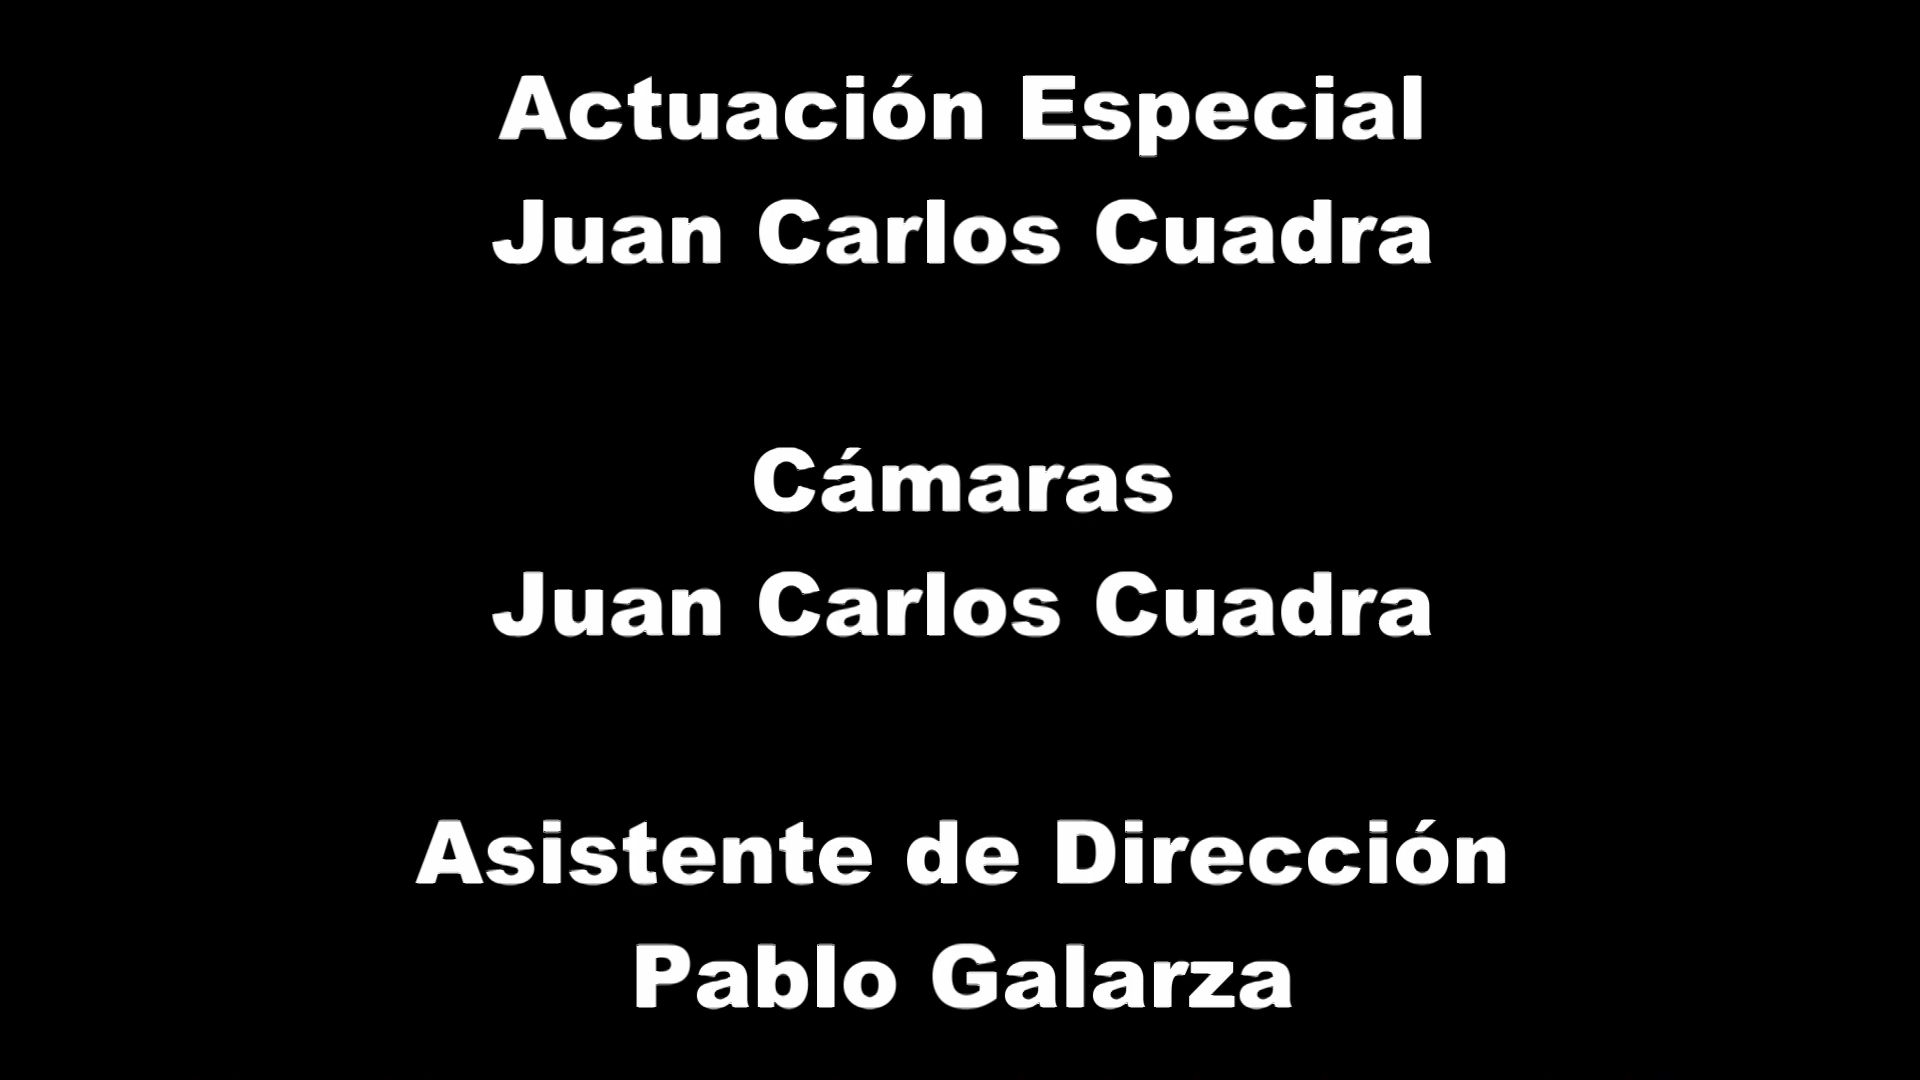 Actuación Especial
Juan Carlos Cuadra
Cámaras
Juan Carlos Cuadra
Asistente de Dirección
Pablo Galarza